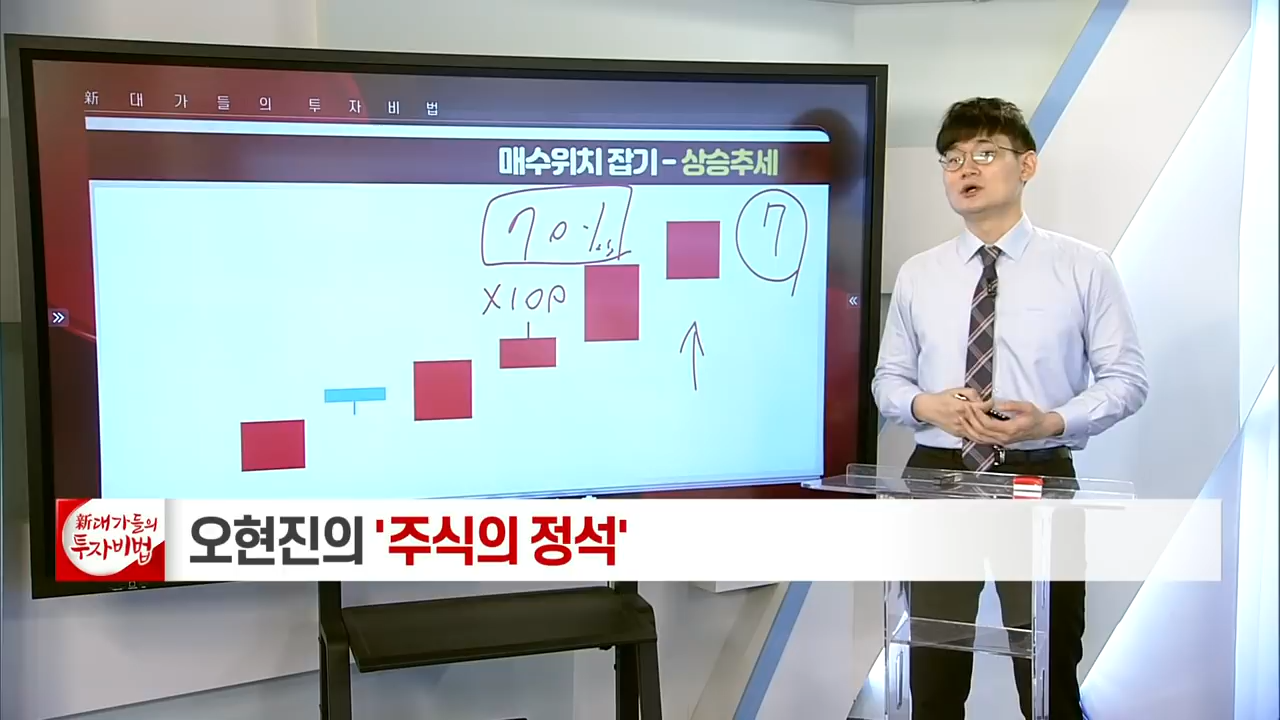 新 대 가 들 의 투 자 비 법
매수위치 잡기 - 상승추세
70%
7
X10P
新대가들의
투자비법
오현진의 '주식의 정석'